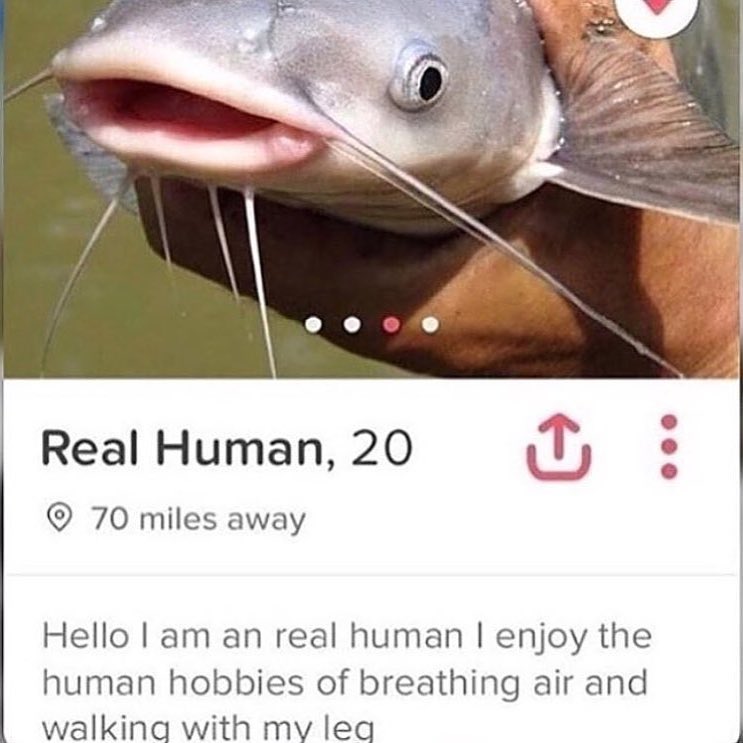 Real Human, 20
70 miles away
Hello I am an real human I enjoy the
human hobbies of breathing air and
walking with my leg